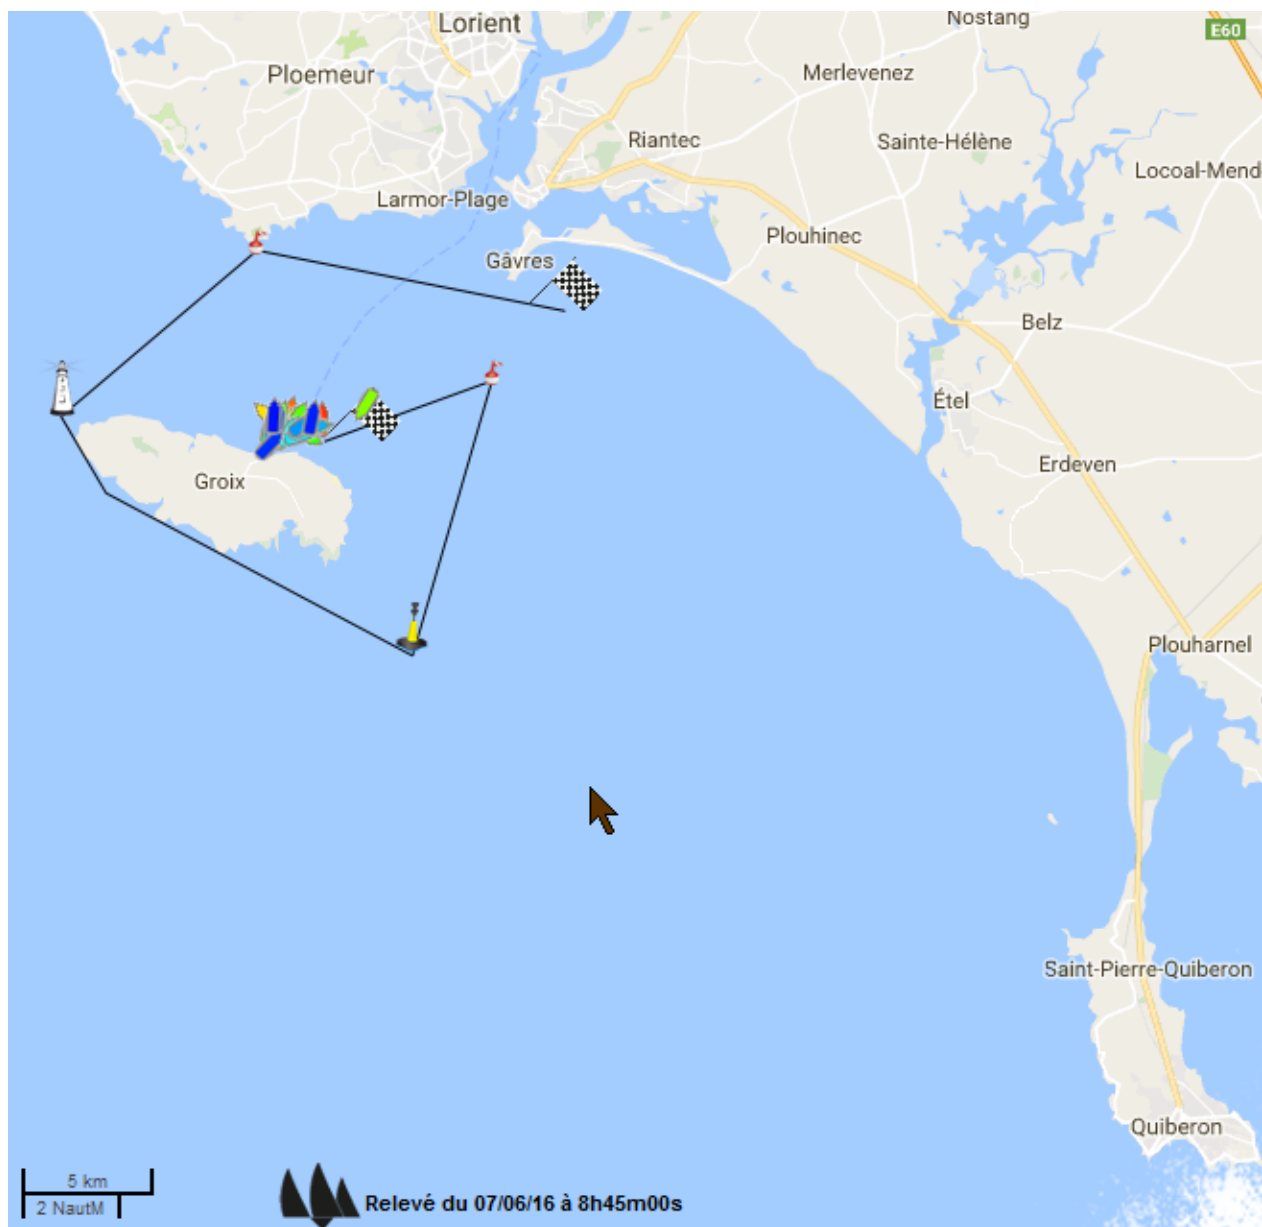 Nostang
Lorient
E60
Ploemeur
Merlevenez
Riantec
Sainte-Hélène
Locoal-Mend
Larmor-Plage
Plouhinec
Gâvres
Belz
Étel
Erdeven
Groix
Plouharnel
Saint-Pierre-Quiberon
Quiberon
5 km
2 NautM
Relevé du 07/06/16 à 8h45m00s